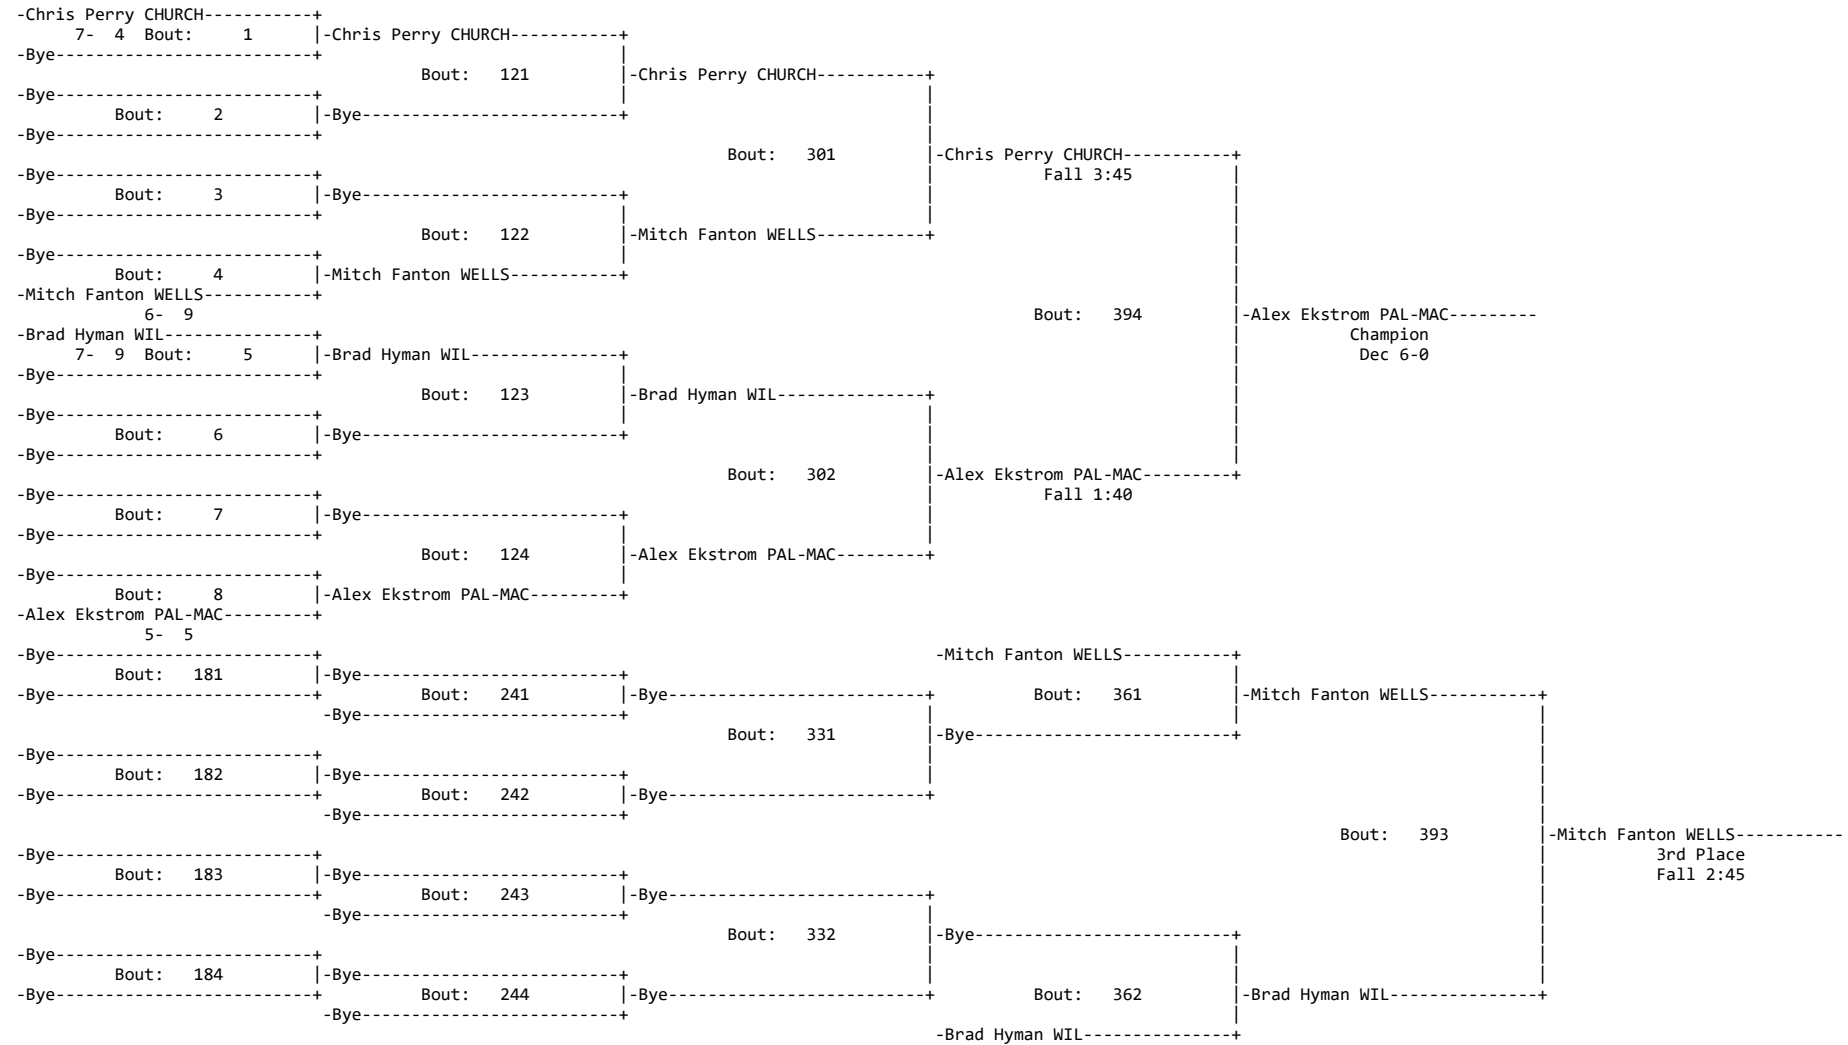 -Chris Perry CHURCH-----------+
7-  4  Bout:     1 |-Chris Perry CHURCH-----------+
-Bye--------------------------+ |
Bout:   121 |-Chris Perry CHURCH-----------+
-Bye--------------------------+ | |
Bout:     2 |-Bye--------------------------+ |
-Bye--------------------------+ |
Bout:   301 |-Chris Perry CHURCH-----------+
-Bye--------------------------+ | Fall 3:45 |
Bout:     3 |-Bye--------------------------+ | |
-Bye--------------------------+ | | |
Bout:   122 |-Mitch Fanton WELLS-----------+ |
-Bye--------------------------+ | |
Bout:     4 |-Mitch Fanton WELLS-----------+ |
-Mitch Fanton WELLS-----------+ |
6-  9 Bout:   394 |-Alex Ekstrom PAL-MAC---------
-Brad Hyman WIL---------------+ | Champion
7-  9  Bout:     5 |-Brad Hyman WIL---------------+ | Dec 6-0
-Bye--------------------------+ | |
Bout:   123 |-Brad Hyman WIL---------------+ |
-Bye--------------------------+ | | |
Bout:     6 |-Bye--------------------------+ | |
-Bye--------------------------+ | |
Bout:   302 |-Alex Ekstrom PAL-MAC---------+
-Bye--------------------------+ | Fall 1:40
Bout:     7 |-Bye--------------------------+ |
-Bye--------------------------+ | |
Bout:   124 |-Alex Ekstrom PAL-MAC---------+
-Bye--------------------------+ |
Bout:     8 |-Alex Ekstrom PAL-MAC---------+
-Alex Ekstrom PAL-MAC---------+
5-  5
-Bye--------------------------+ -Mitch Fanton WELLS-----------+
Bout:   181 |-Bye--------------------------+ |
-Bye--------------------------+ Bout:   241 |-Bye--------------------------+ Bout:   361 |-Mitch Fanton WELLS-----------+
-Bye--------------------------+ | | |
Bout:   331 |-Bye--------------------------+ |
-Bye--------------------------+ | |
Bout:   182 |-Bye--------------------------+ | |
-Bye--------------------------+ Bout:   242 |-Bye--------------------------+ |
-Bye--------------------------+ |
Bout:   393 |-Mitch Fanton WELLS-----------
-Bye--------------------------+ | 3rd Place
Bout:   183 |-Bye--------------------------+ | Fall 2:45
-Bye--------------------------+ Bout:   243 |-Bye--------------------------+ |
-Bye--------------------------+ | |
Bout:   332 |-Bye--------------------------+ |
-Bye--------------------------+ | | |
Bout:   184 |-Bye--------------------------+ | | |
-Bye--------------------------+ Bout:   244 |-Bye--------------------------+ Bout:   362 |-Brad Hyman WIL---------------+
-Bye--------------------------+ |
-Brad Hyman WIL---------------+